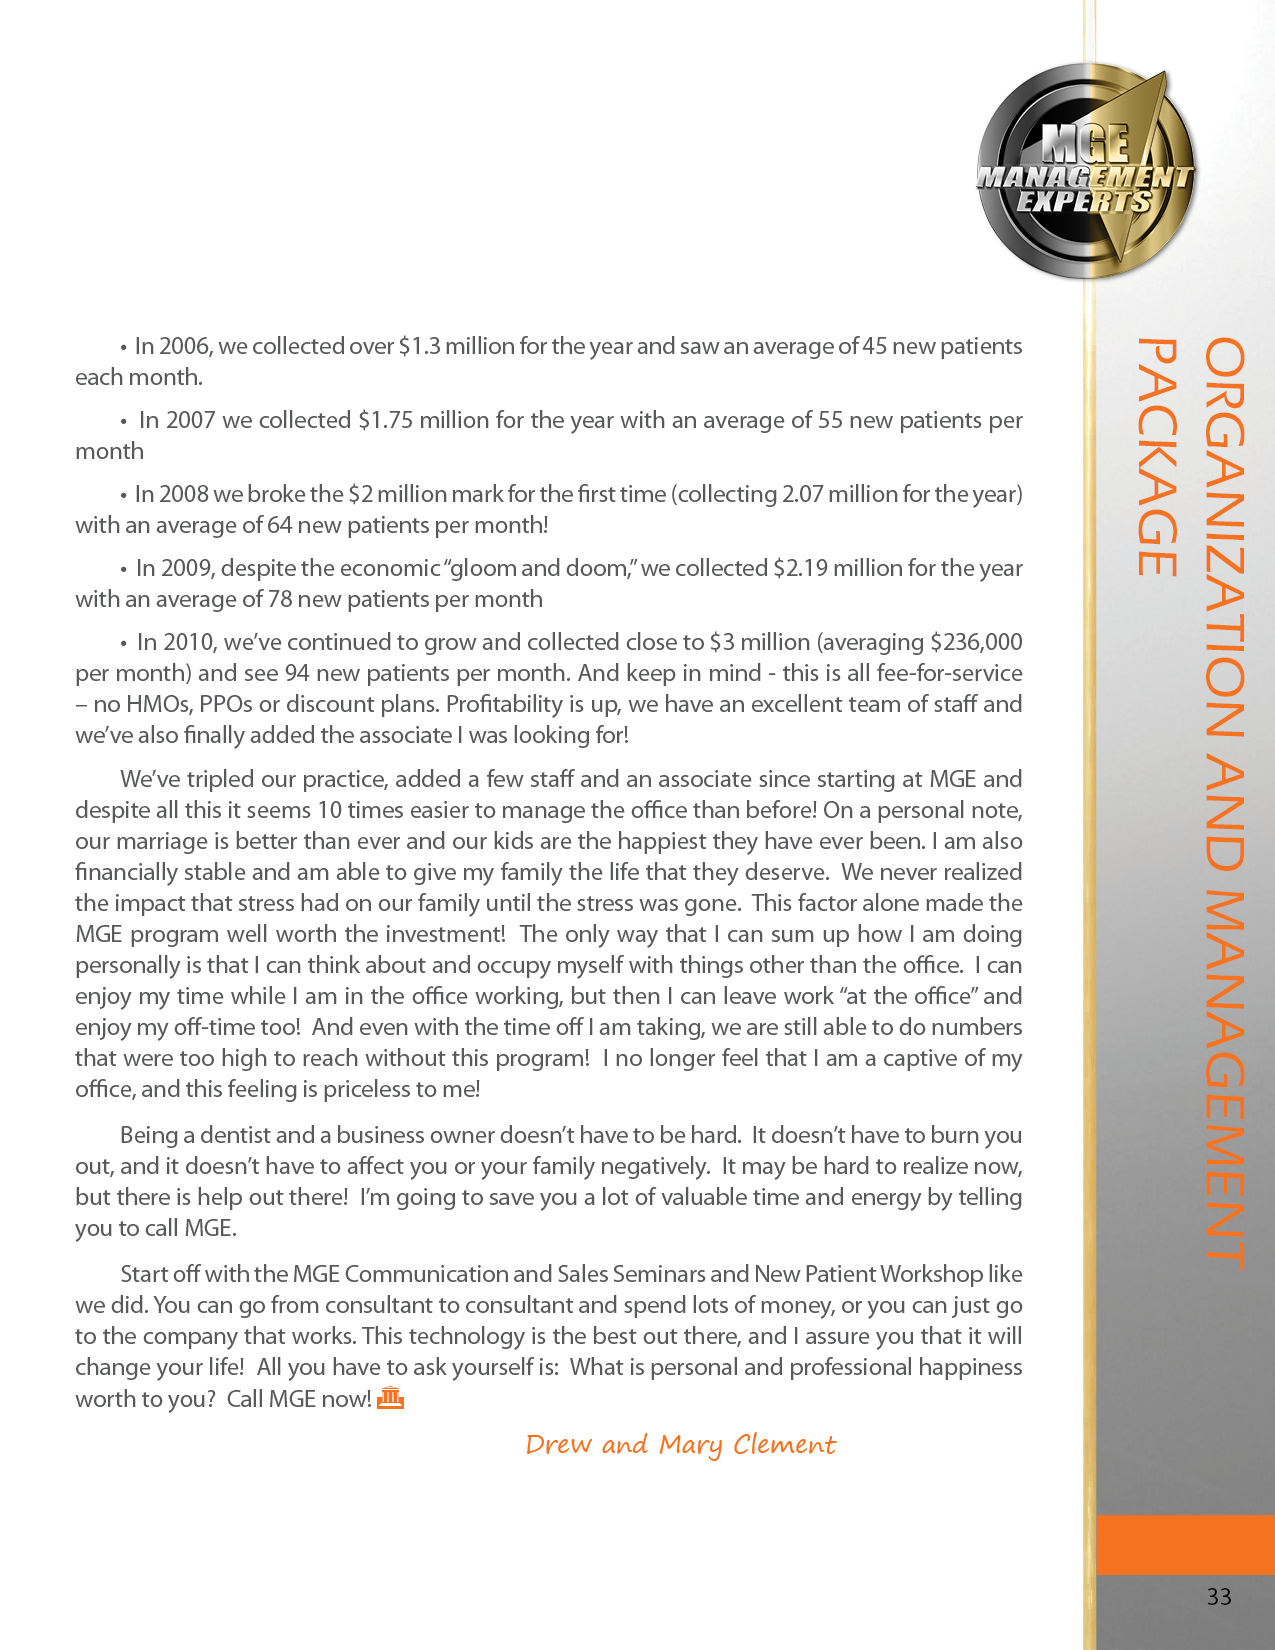 MGE
MANAGEMENT
EXPERTS
• In 2006, we collected over $1.3 million for the year and saw an average of 45 new patients
each month.
• In 2007 we collected $1.75 million for the year with an average of 55 new patients per
month
• In 2008 we broke the $2 million mark for the first time (collecting 2.07 million for the year)
with an average of 64 new patients per month!
• In 2009, despite the economic “gloom and doom,” we collected $2.19 million for the year
with an average of 78 new patients per month
• In 2010, we’ve continued to grow and collected close to $3 million (averaging $236,000
per month) and see 94 new patients per month. And keep in mind - this is all fee-for-service
– no HMOs, PPOs or discount plans. Profitability is up, we have an excellent team of staff and
we’ve also finally added the associate I was looking for!
We’ve tripled our practice, added a few staff and an associate since starting at MGE and
despite all this it seems 10 times easier to manage the office than before! On a personal note,
our marriage is better than ever and our kids are the happiest they have ever been. I am also
financially stable and am able to give my family the life that they deserve. We never realized
the impact that stress had on our family until the stress was gone. This factor alone made the
MGE program well worth the investment! The only way that I can sum up how I am doing
personally is that I can think about and occupy myself with things other than the office. I can
enjoy my time while I am in the office working, but then I can leave work “at the office” and
enjoy my off-time too! And even with the time off I am taking, we are still able to do numbers
that were too high to reach without this program! I no longer feel that I am a captive of my
office, and this feeling is priceless to me!
Being a dentist and a business owner doesn’t have to be hard. It doesn’t have to burn you
out, and it doesn’t have to affect you or your family negatively. It may be hard to realize now,
but there is help out there! I’m going to save you a lot of valuable time and energy by telling
you to call MGE.
Start off with the MGE Communication and Sales Seminars and New Patient Workshop like
we did. You can go from consultant to consultant and spend lots of money, or you can just go
to the company that works. This technology is the best out there, and I assure you that it will
change your life! All you have to ask yourself is: What is personal and professional happiness
worth to you? Call MGE now!
Drew and Mary Clement
ORGANIZATION AND MANAGEMENT
PACKAGE
33